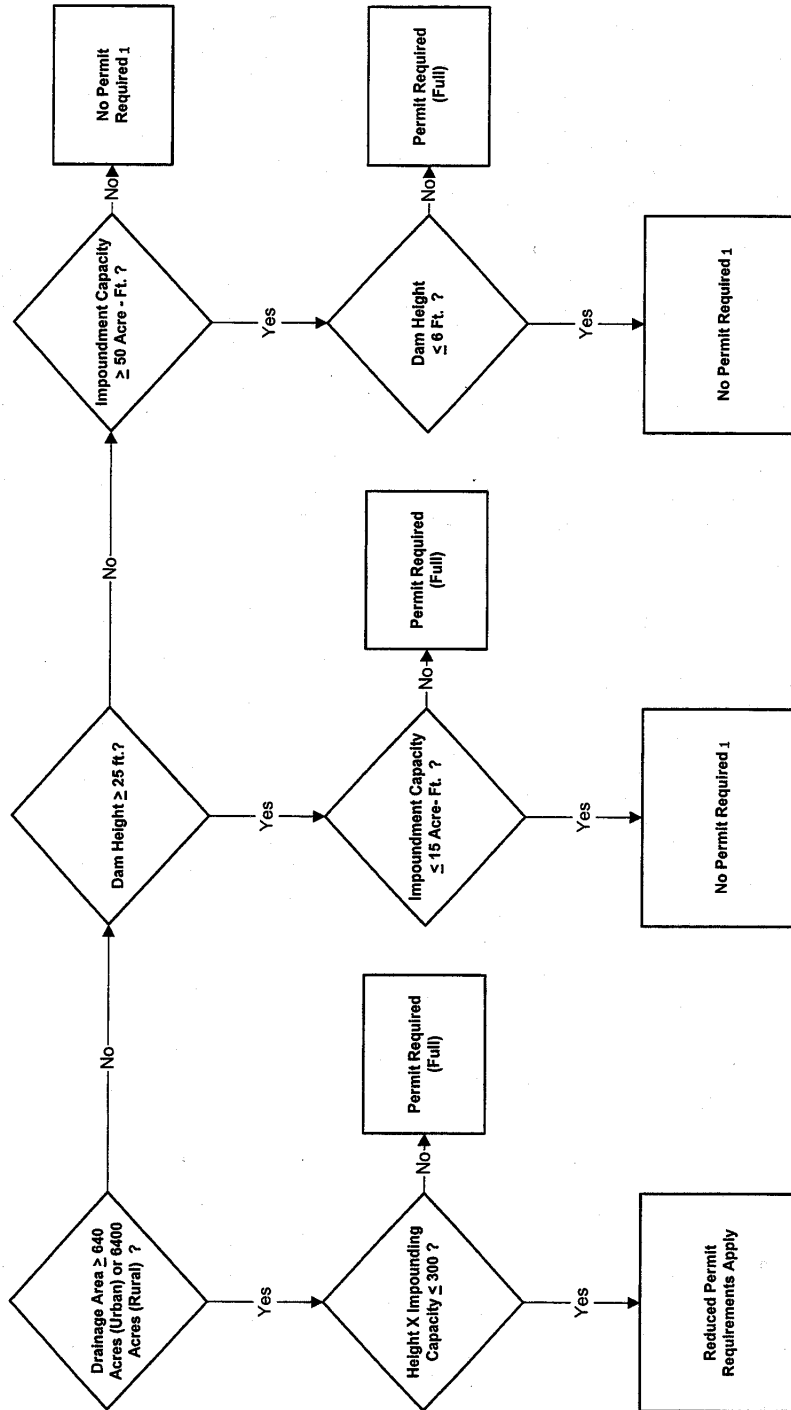 Drainage Area ≥ 640
Acres (Urban) or 6400
Acres (Rural) ?
No
Yes
Height X Impounding
Capacity ≤ 300 ?
No
Permit Required
(Full)
Yes
Reduced Permit
Requirements Apply
Dam Height ≥ 25 ft.?
No
Yes
Impoundment Capacity
≤ 15 Acre- Ft. ?
No
Permit Required
(Full)
Yes
No Permit Required 1
Impoundment Capacity
≥ 50 Acre - Ft. ?
No
No Permit
Required 1
Yes
Dam Height
≤ 6 Ft. ?
No
Permit Required
(Full)
Yes
No Permit Required 1